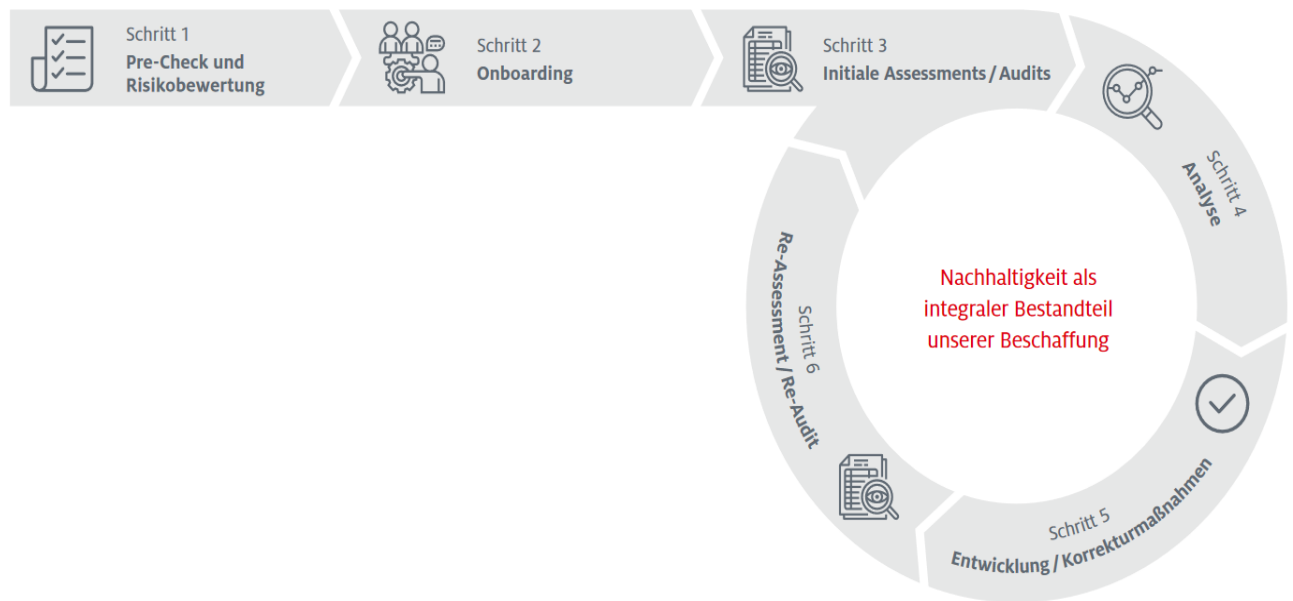 Schritt 1
Pre-Check und
Risikobewertung
Schritt 2
Onboarding
Schritt 3
Initiale Assessments / Audits
Schritt 4
Analyse
Schritt 5
Entwicklung / Korrekturmaßnahmen
Schritt 6
Re-Assessment / Re-Audit
Nachhaltigkeit als
integraler Bestandteil
unserer Beschaffung